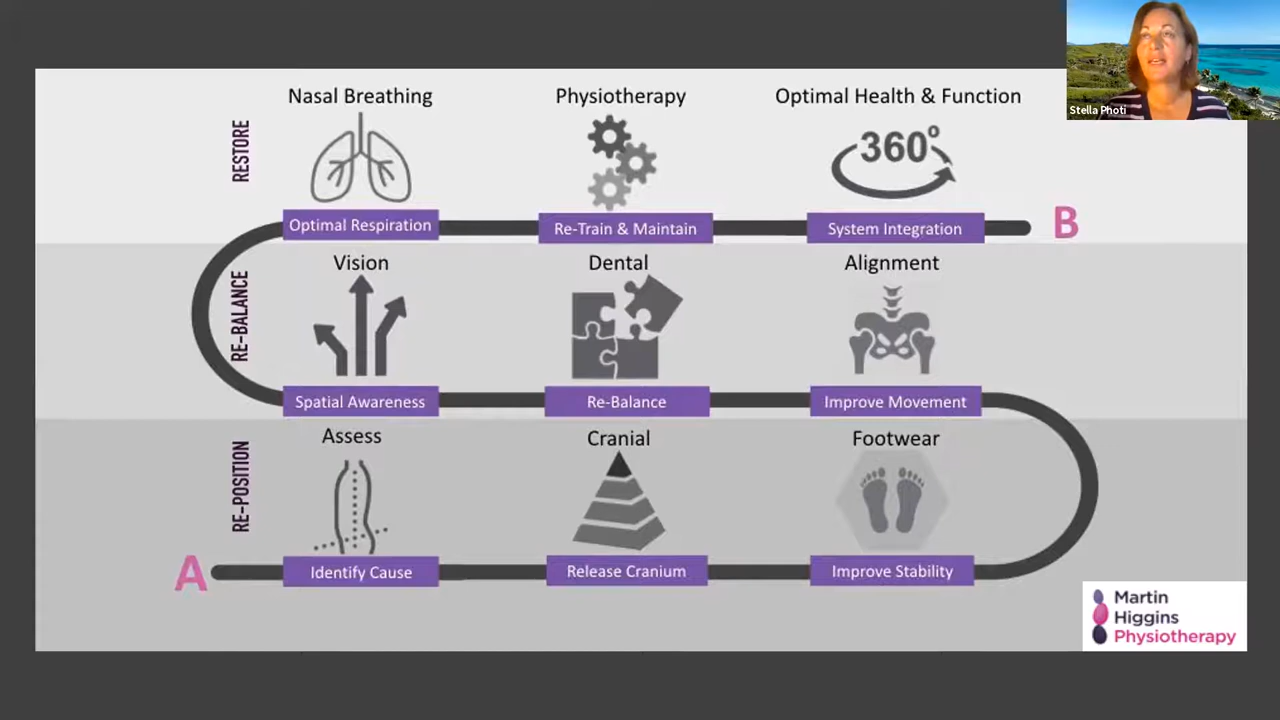 Nasal Breathing
Physiotherapy
Optimal Health & Function
Stella Photi
RESTORE
360⁰
Optimal Respiration
Re-Train & Maintain
System Integration
B
RE-BALANCE
Vision
Dental
Alignment
Spatial Awareness
Re-Balance
Improve Movement
RE-POSITION
Assess
Cranial
Footwear
A
Identify Cause
Release Cranium
Improve Stability
Martin
Higgins
Physiotherapy